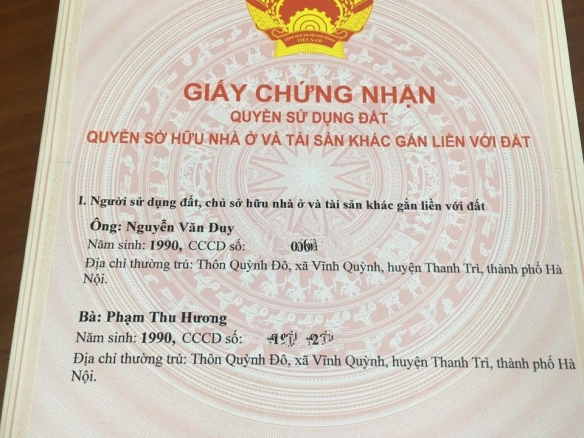 GIẤY CHỨNG NHẬN
QUYỀN SỬ DỤNG ĐẤT
QUYỀN SỞ HỮU NHÀ Ở VÀ TÀI SẢN KHÁC GẮN LIỀN VỚI ĐẤT
I. Người sử dụng đất, chủ sở hữu nhà ở và tài sản khác gắn liền với đất
Ông: Nguyễn Văn Duy
Năm sinh: 1990, CCCD số:
Địa chỉ thường trú: Thôn Quỳnh Đô, xã Vĩnh Quỳnh, huyện Thanh Trì, thành phố Hà
Nội.
Bà: Phạm Thu Hương
Năm sinh: 1990, CCCD số:
Địa chỉ thường trú: Thôn Quỳnh Đô, xã Vĩnh Quỳnh, huyện Thanh Trì, thành phố Hà
Nội.